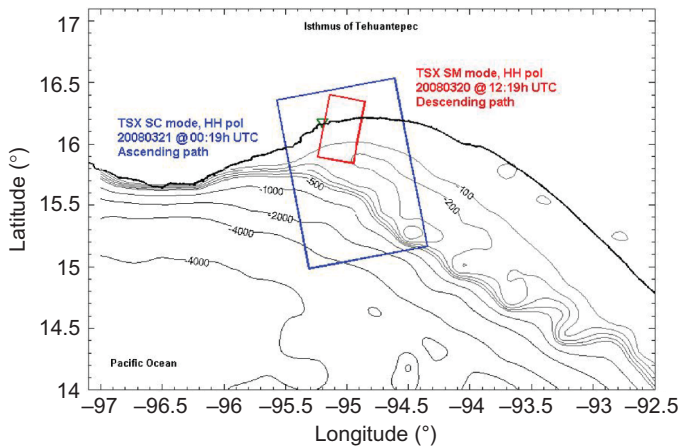 Isthmus of Tehuantepec
TSX SM mode, HH pol
20080320 @ 12:19h UTC
Descending path
TSX SC mode, HH pol
20080321 @ 00:19h UTC
Ascending path
-100
-200
-500
-1000
-2000
-4000
-4000
Pacific Ocean
17
16.5
16
15.5
15
14.5
14
Latitude (°)
–97 –96.5 –96 –95.5 –95 –94.5 –94 –93.5 –93 –92.5
Longitude (°)